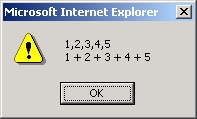 Microsoft Internet Explorer
1,2,3,4,5
1 + 2 + 3 + 4 + 5
OK